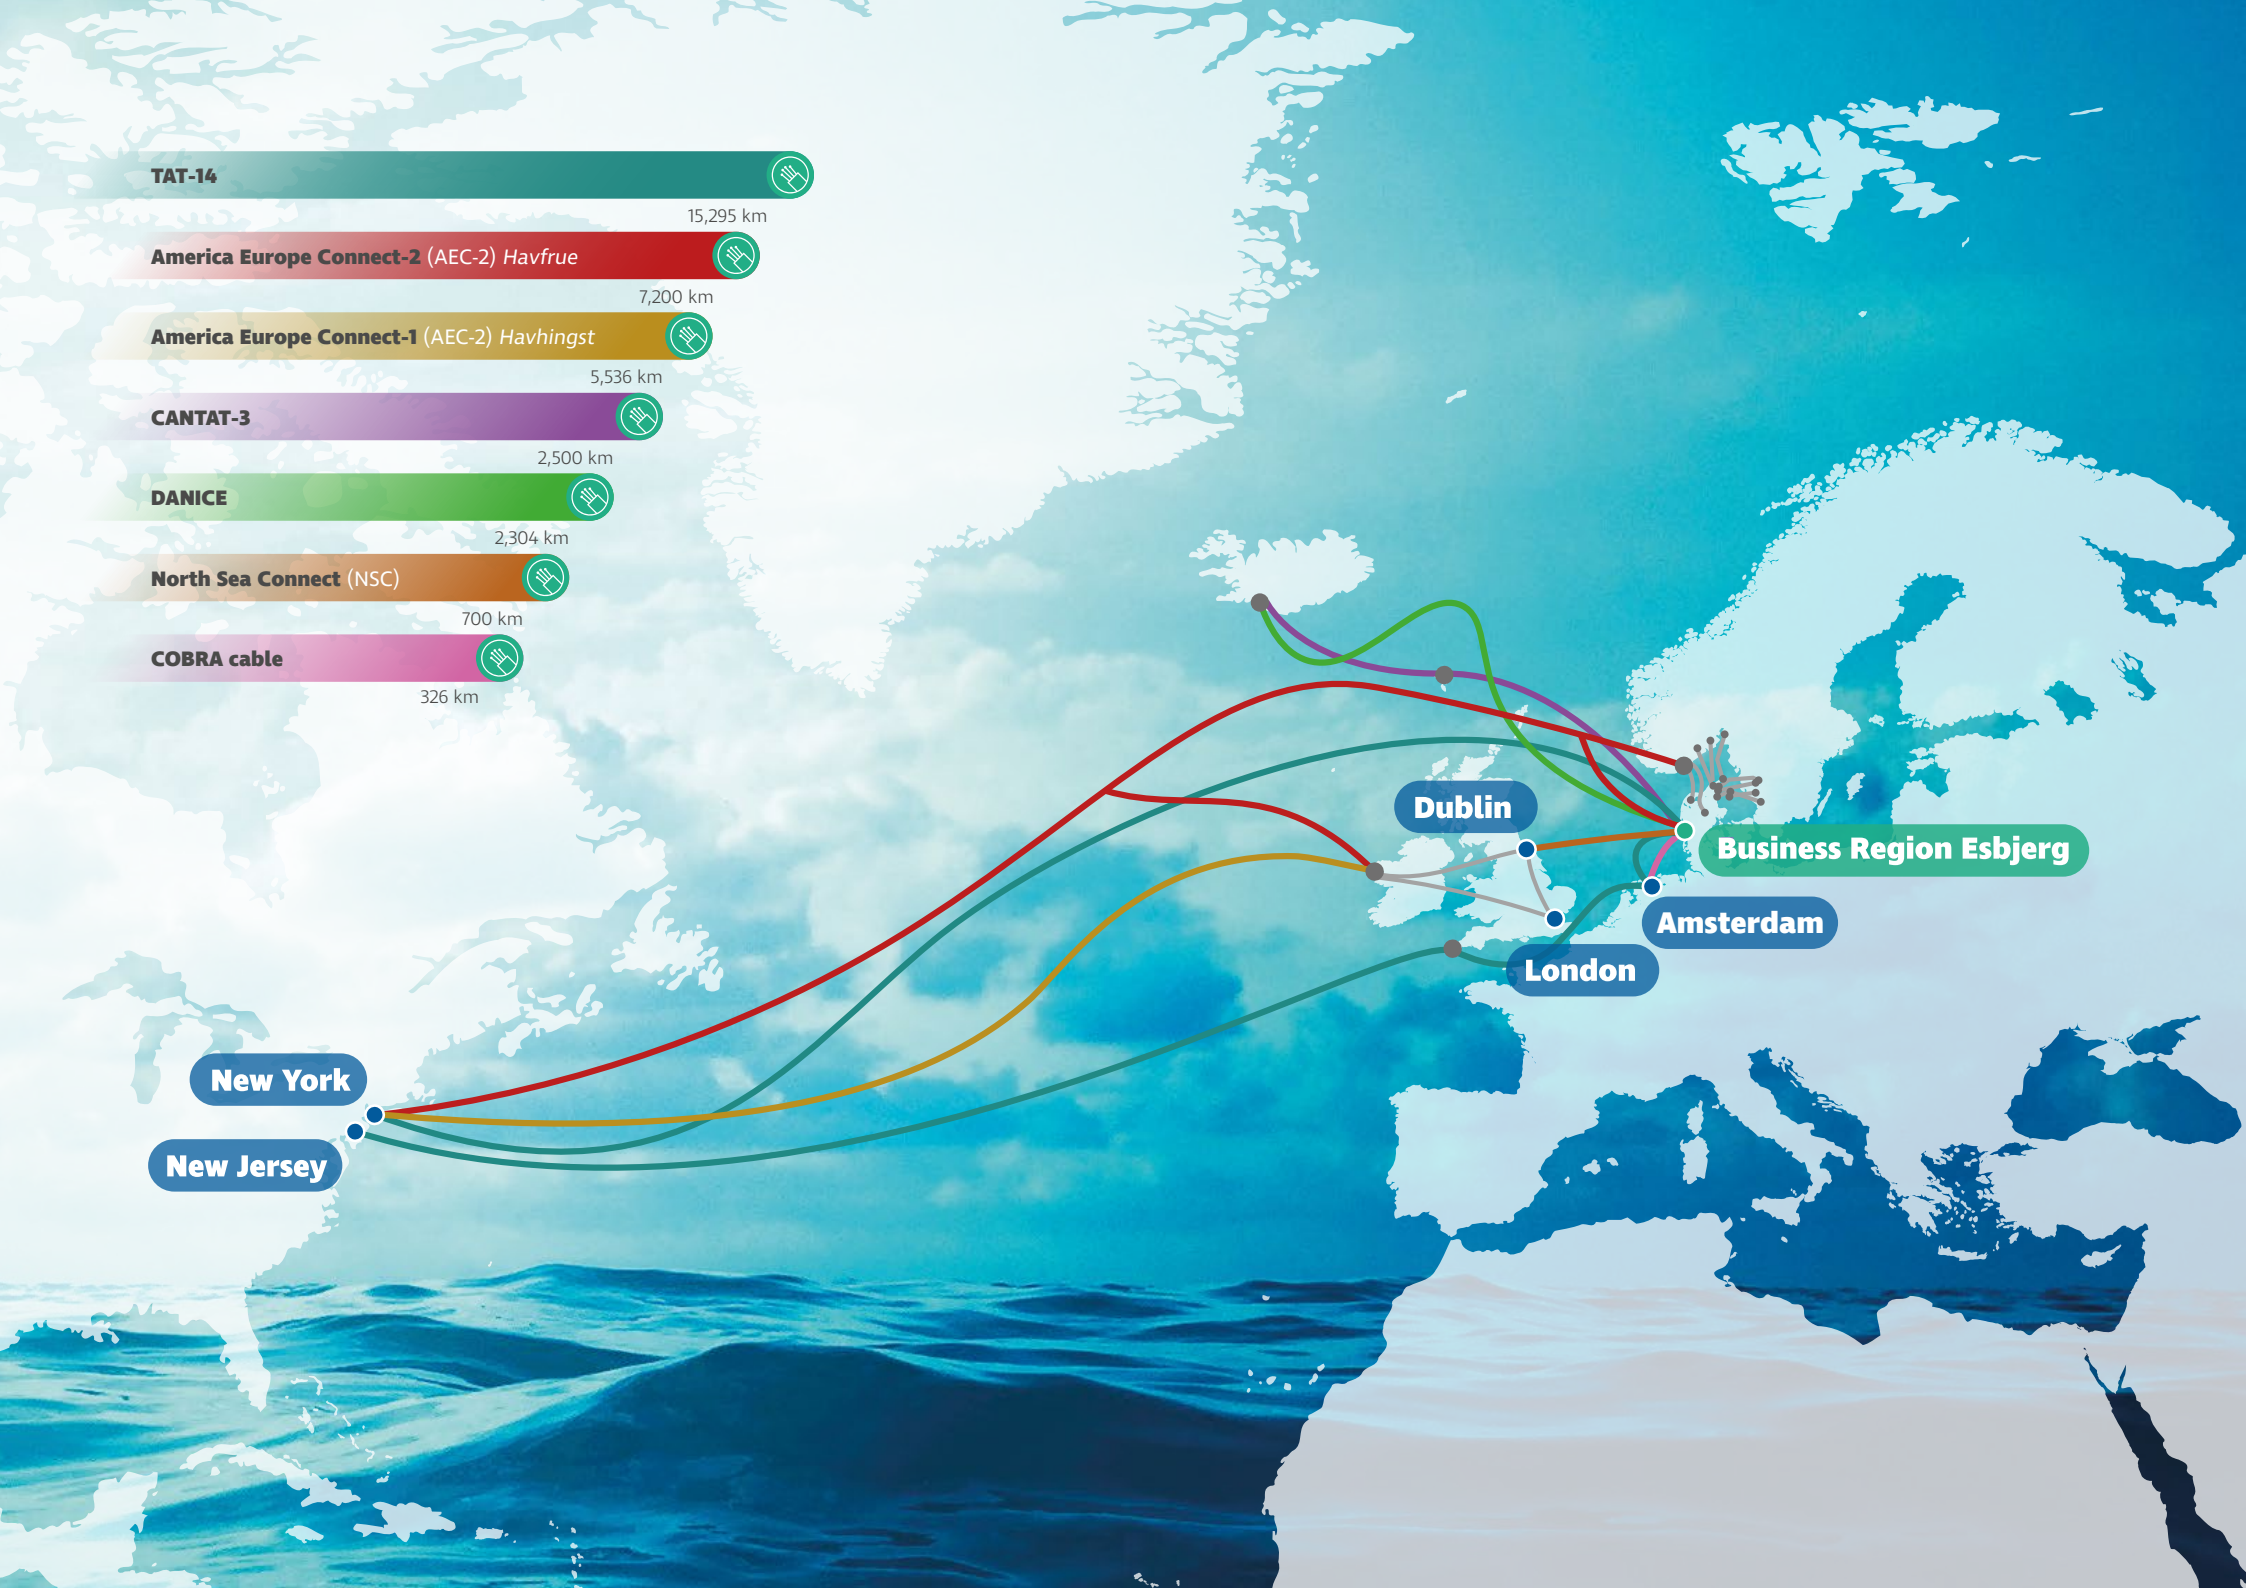 TAT-14
15,295 km
America Europe Connect-2 (AEC-2) Havfrue
7,200 km
America Europe Connect-1 (AEC-2) Havhingst
5,536 km
CANTAT-3
2,500 km
DANICE
2,304 km
North Sea Connect (NSC)
700 km
COBRA cable
326 km
Dublin
Business Region Esbjerg
Amsterdam
London
New York
New Jersey